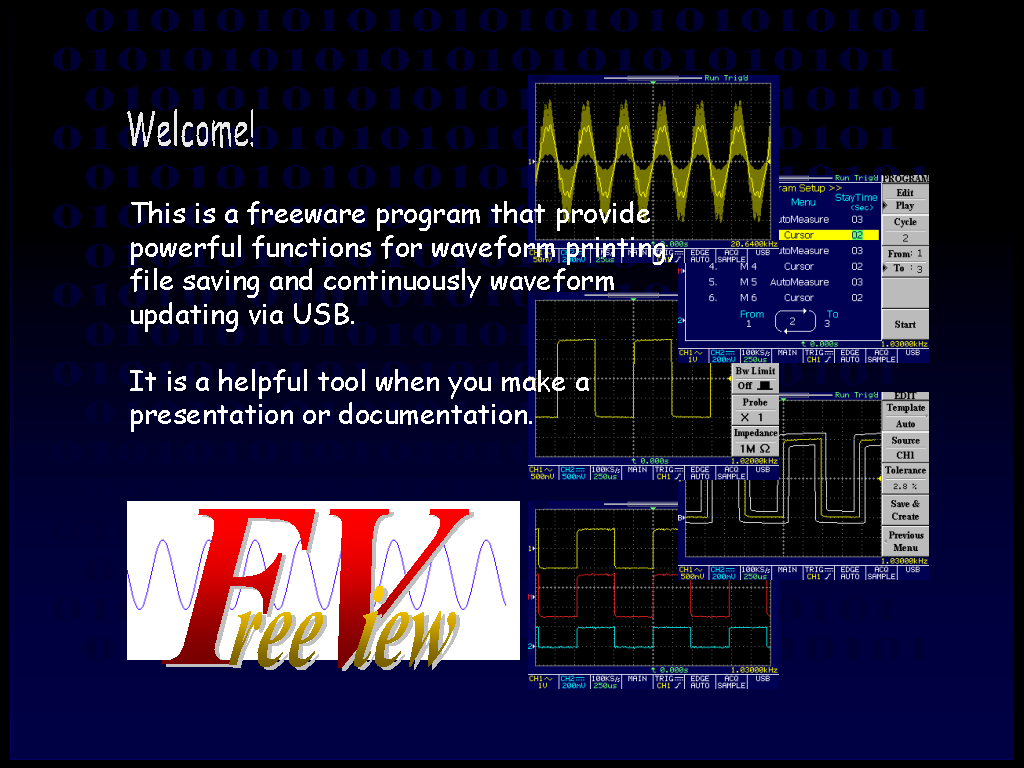 Welcome!
This is a freeware program that provide
powerful functions for waveform printing,
file saving and continuously waveform
updating via USB.
It is a helpful tool when you make a
presentation or documentation.
Free View
Run Trig'd
20.6400kHz
Run Trig'd
PROGRAM
ram Setup >>
Menu
StayTime
(Sec)
utoMeasure 03
Cursor 02
utoMeasure 03
4. M 4 Cursor 02
5. M 5 AutoMeasure 03
6. M 6 Cursor 02
From
1
2
To
3
Edit
Play
Cycle
2
From: 1
To : 3
Start
t 0.000s 1.03000kHz
CH1 CH2 100KS/s MAIN TRIG EDGE ACQ USB
1V 200mV 250us CH1 AUTO SAMPLE
Bw Limit
Off
Probe
X 1
Impedance
1M Ω
t 0.000s 1.02000kHz
CH1 CH2 100KS/s MAIN TRIG EDGE ACQ USB
500mV 500mV 250us CH1 AUTO SAMPLE
Run Trig'd
EDIT
Template
Auto
Source
CH1
Tolerance
2.8 %
Save &
Create
Previous
Menu
1.03000kHz
CH1 CH2 100KS/s MAIN TRIG EDGE ACQ USB
500mV 200mV 250us CH1 AUTO SAMPLE
t 0.000s 1.03000kHz
CH1 CH2 100KS/s MAIN TRIG EDGE ACQ USB
1V 200mV 250us CH1 AUTO SAMPLE